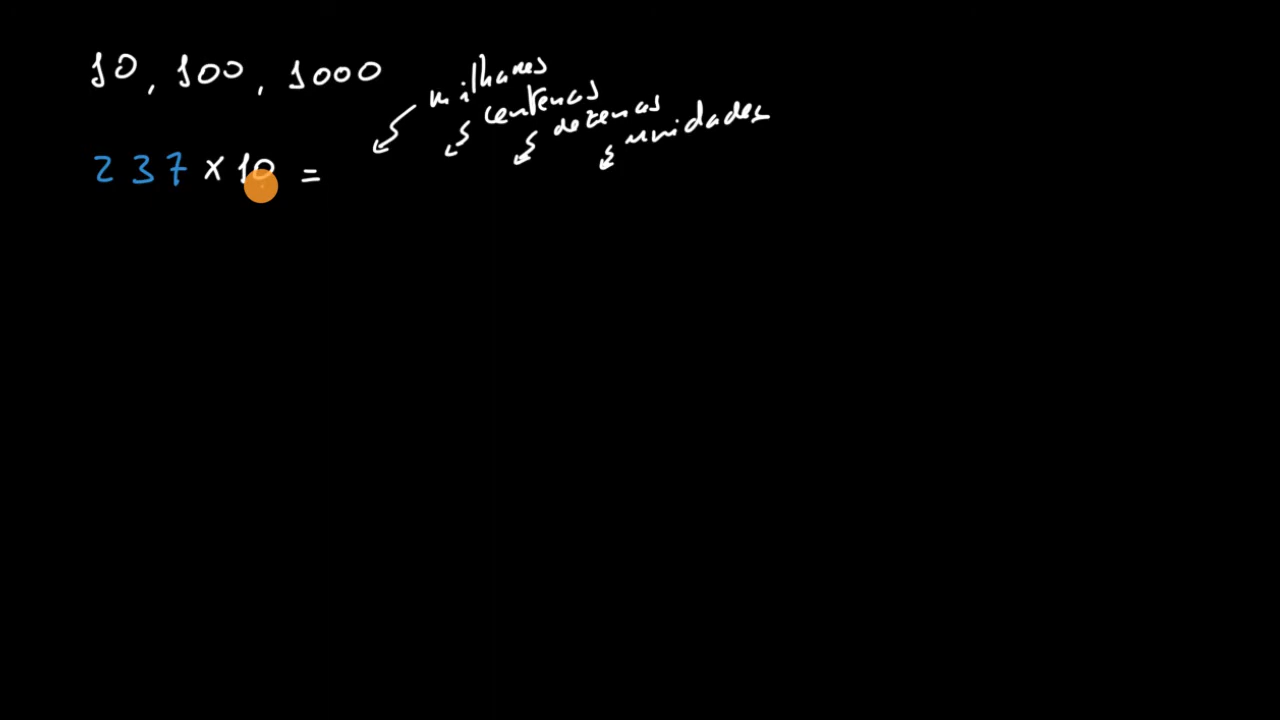 10, 100, 1000
milhares
centenas
dezenas
unidades
237 × 10 =